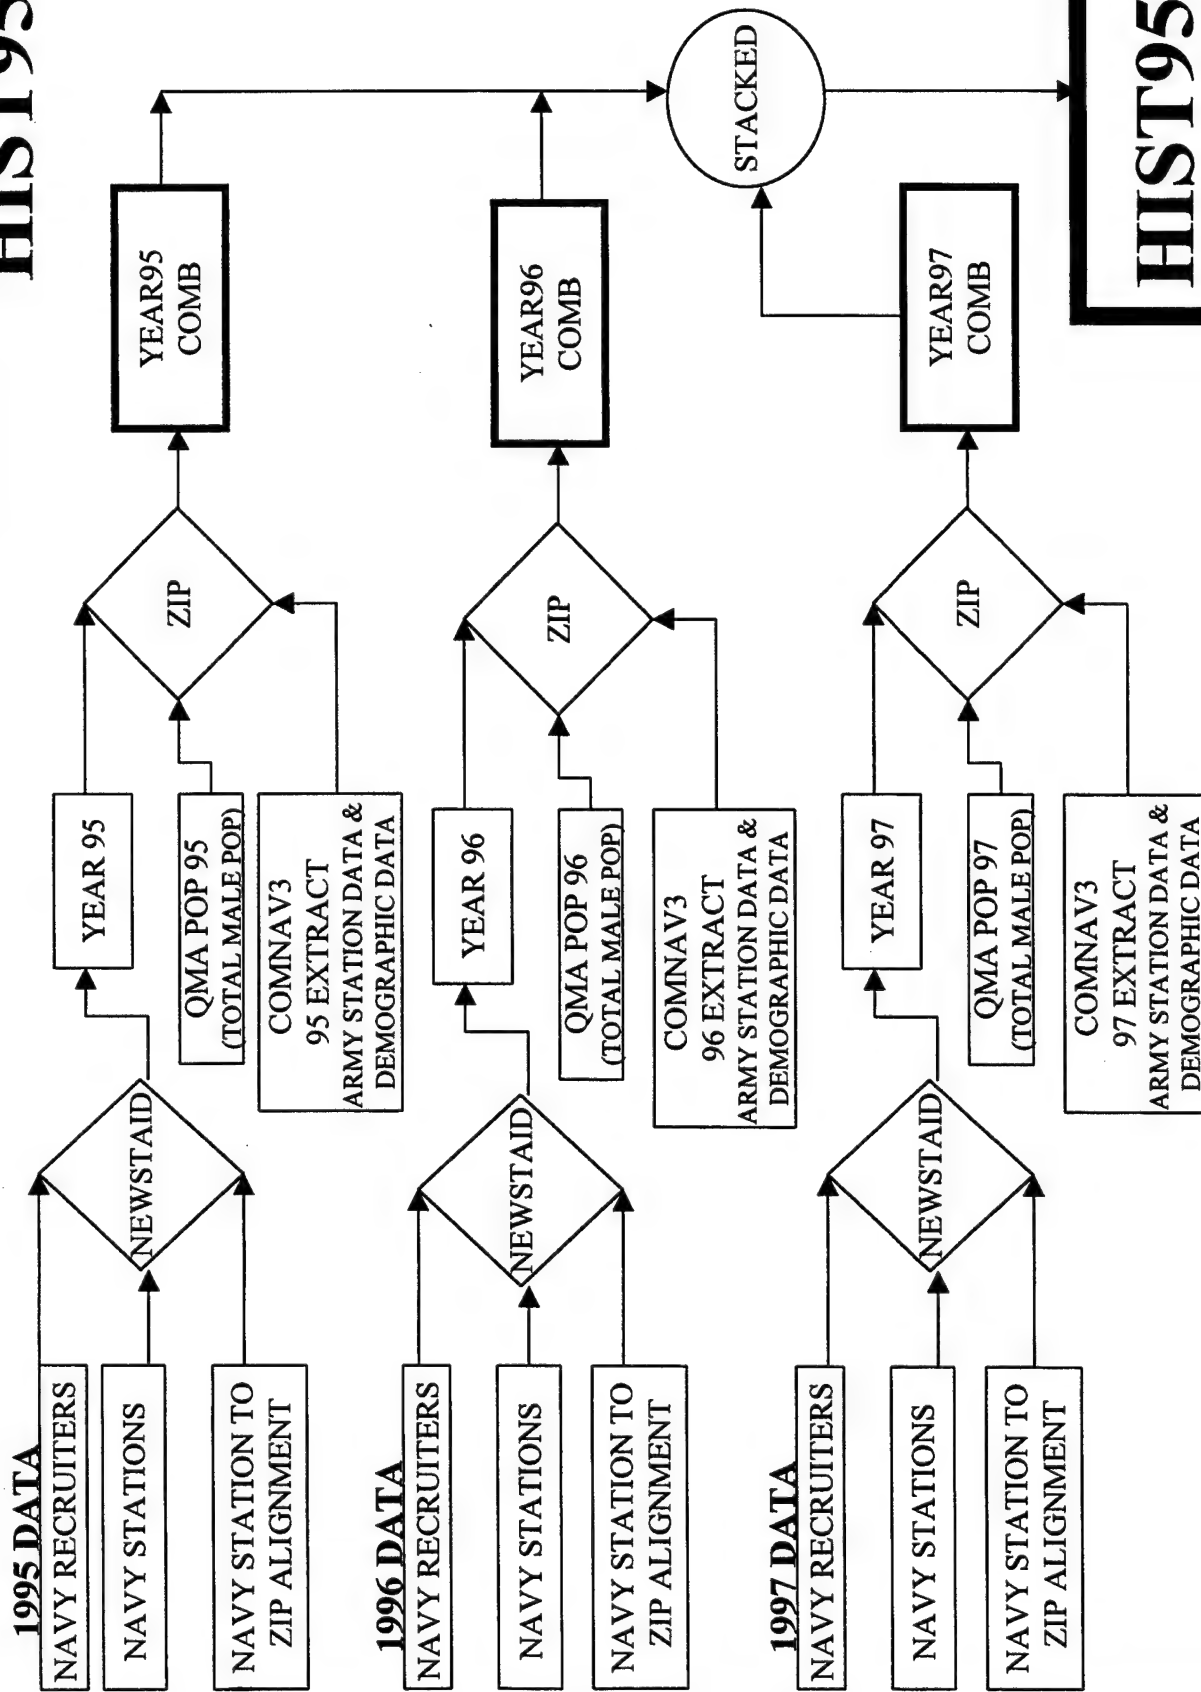 HIST95
1995 DATA
NAVY RECRUITERS
NAVY STATIONS
NAVY STATION TO
ZIP ALIGNMENT
NEWSTAID
YEAR 95
QMA POP 95
(TOTAL MALE POP)
COMNAV3
95 EXTRACT
ARMY STATION DATA &
DEMOGRAPHIC DATA
ZIP
YEAR95
COMB
1996 DATA
NAVY RECRUITERS
NAVY STATIONS
NAVY STATION TO
ZIP ALIGNMENT
NEWSTAID
YEAR 96
QMA POP 96
(TOTAL MALE POP)
COMNAV3
96 EXTRACT
ARMY STATION DATA &
DEMOGRAPHIC DATA
ZIP
YEAR96
COMB
STACKED
1997 DATA
NAVY RECRUITERS
NAVY STATIONS
NAVY STATION TO
ZIP ALIGNMENT
NEWSTAID
YEAR 97
QMA POP 97
(TOTAL MALE POP)
COMNAV3
97 EXTRACT
ARMY STATION DATA &
DEMOGRAPHIC DATA
ZIP
YEAR97
COMB
HIST95